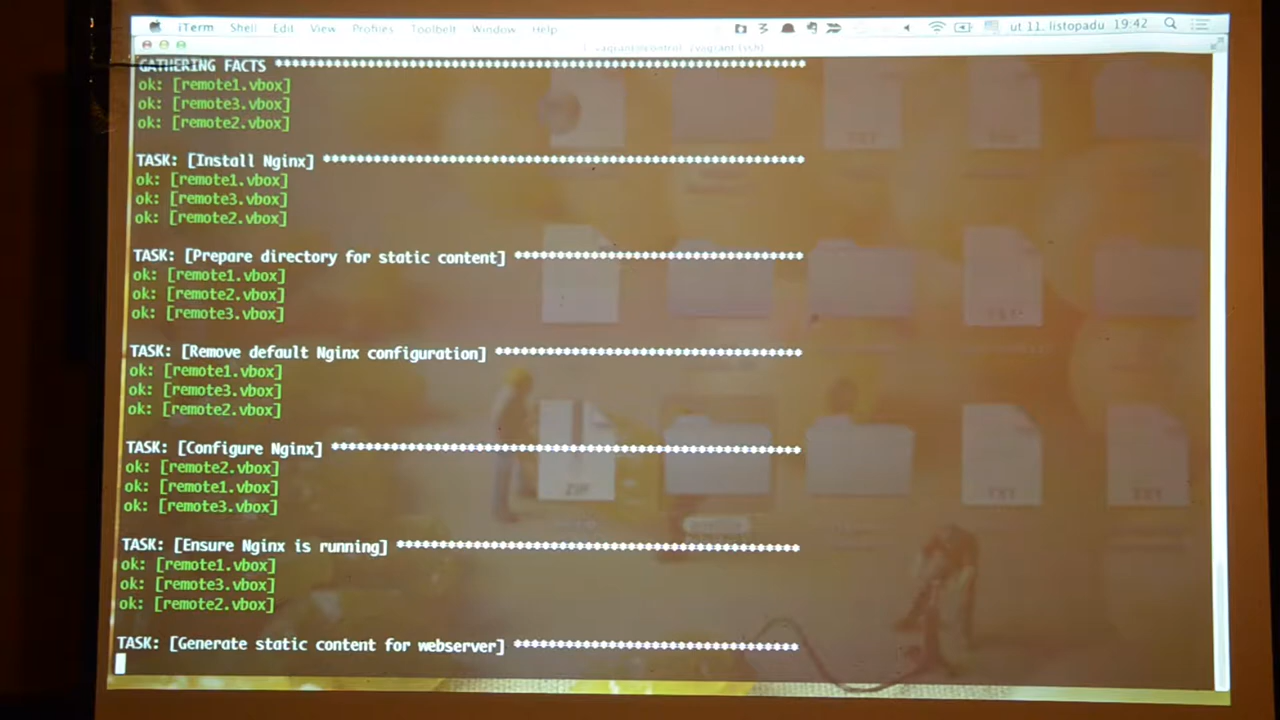 iTerm Shell Edit View Profiles Toolbelt Window Help ut 11. listopadu 19:42
GATHERING FACTS **************************************************************
ok: [remote1.vbox]
ok: [remote3.vbox]
ok: [remote2.vbox]
TASK: [Install Nginx] *********************************************************
ok: [remote1.vbox]
ok: [remote3.vbox]
ok: [remote2.vbox]
TASK: [Prepare directory for static content] **********************************
ok: [remote1.vbox]
ok: [remote2.vbox]
ok: [remote3.vbox]
TASK: [Remove default Nginx configuration] ************************************
ok: [remote1.vbox]
ok: [remote3.vbox]
ok: [remote2.vbox]
TASK: [Configure Nginx] *******************************************************
ok: [remote2.vbox]
ok: [remote1.vbox]
ok: [remote3.vbox]
TASK: [Ensure Nginx is running] ***********************************************
ok: [remote1.vbox]
ok: [remote3.vbox]
ok: [remote2.vbox]
TASK: [Generate static content for webserver] *********************************